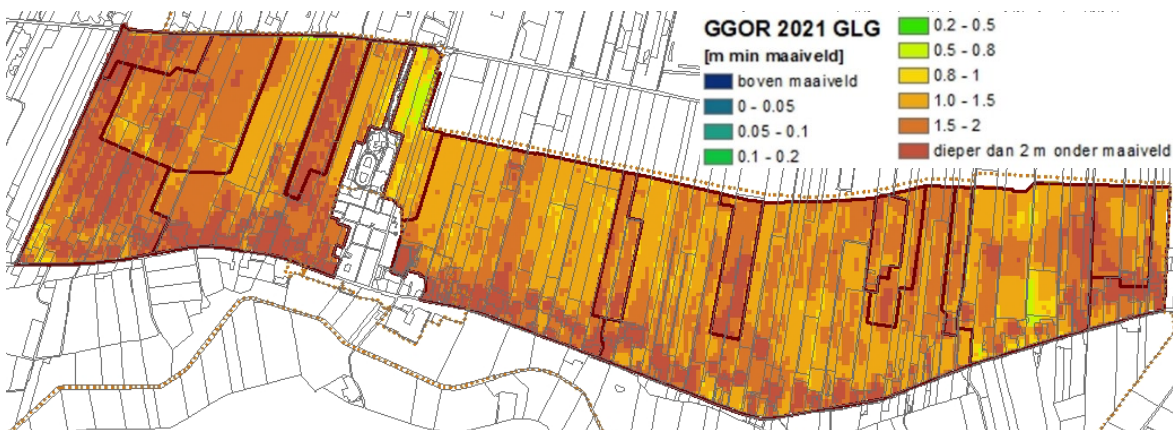 GGOR 2021 GLG
[m min maaiveld]
boven maaiveld
0 - 0.05
0.05 - 0.1
0.1 - 0.2
0.2 - 0.5
0.5 - 0.8
0.8 - 1
1.0 - 1.5
1.5 - 2
dieper dan 2 m onder maaiveld